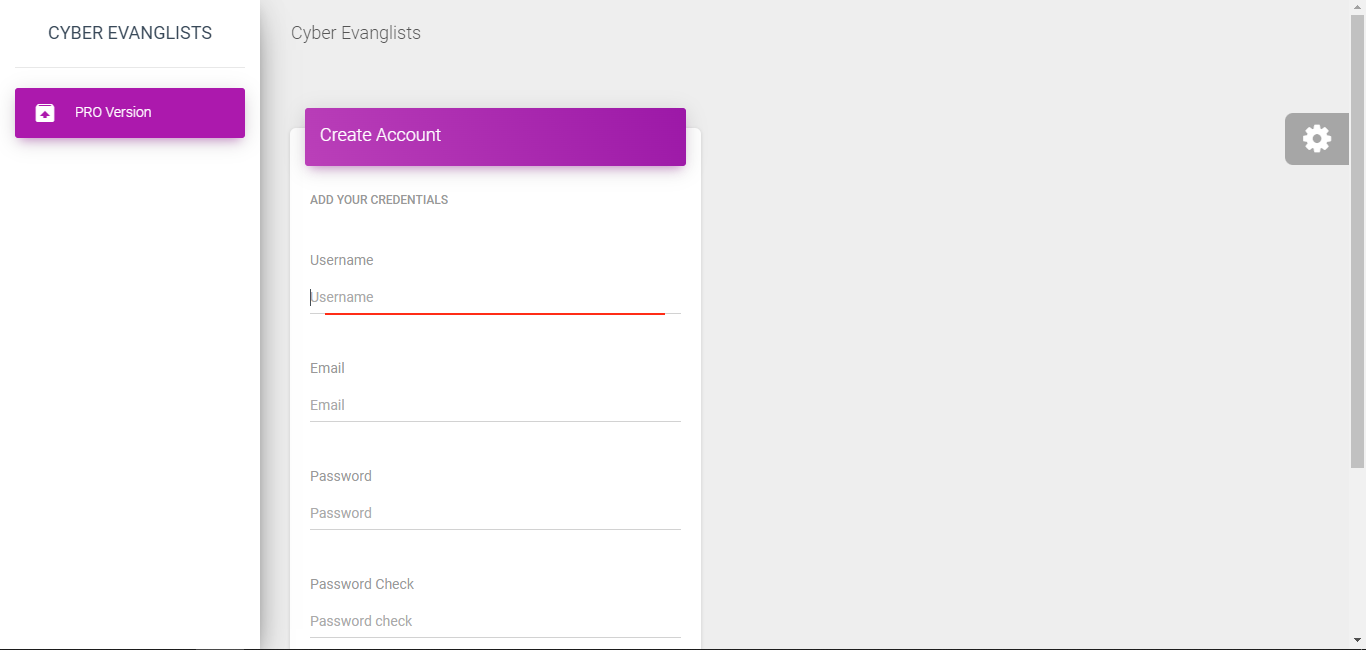 CYBER EVANGLISTS
PRO Version
Cyber Evanglists
Create Account
ADD YOUR CREDENTIALS
Username
Username
Email
Email
Password
Password
Password Check
Password check